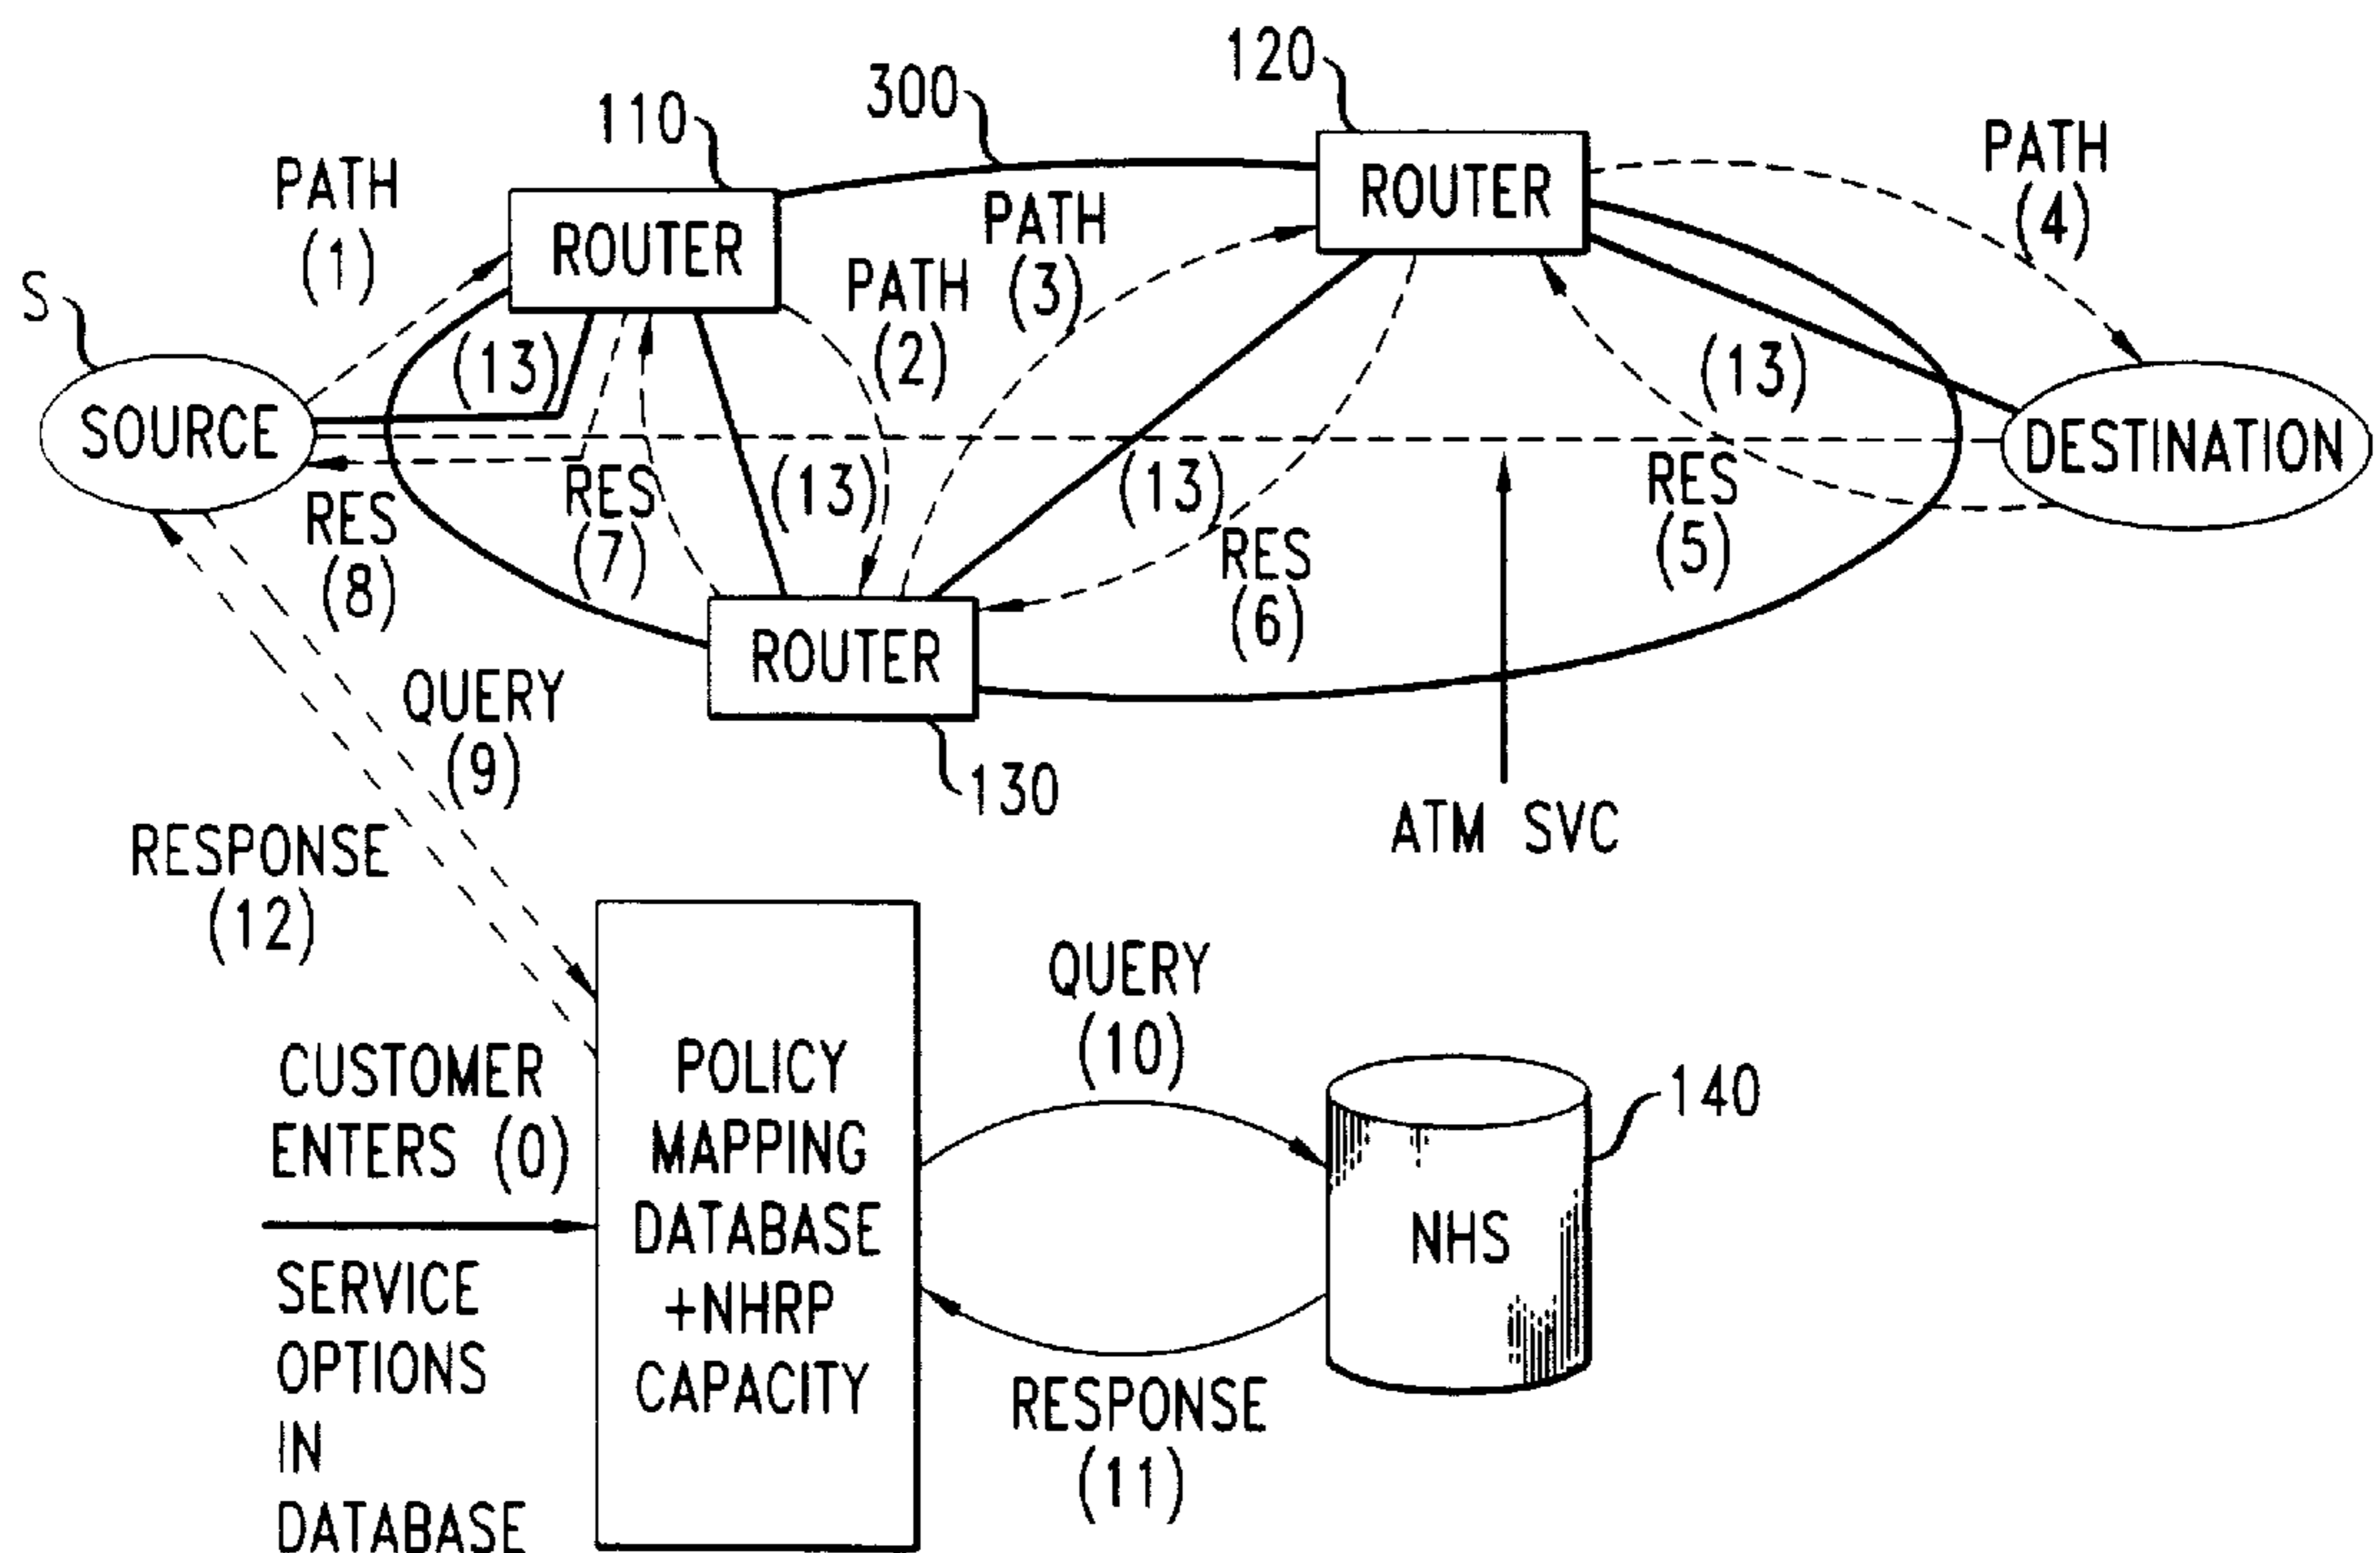 120
300
110
PATH
(1)
ROUTER
ROUTER
PATH
(4)
PATH
(3)
PATH
(2)
S
(13)
(13)
SOURCE
DESTINATION
RES
(8)
RES
(7)
(13)
(13)
RES
(6)
RES
(5)
ROUTER
QUERY
(9)
130
ATM SVC
RESPONSE
(12)
QUERY
(10)
CUSTOMER
ENTERS (0)
SERVICE
OPTIONS
IN
DATABASE
POLICY
MAPPING
DATABASE
+NHRP
CAPACITY
140
NHS
RESPONSE
(11)